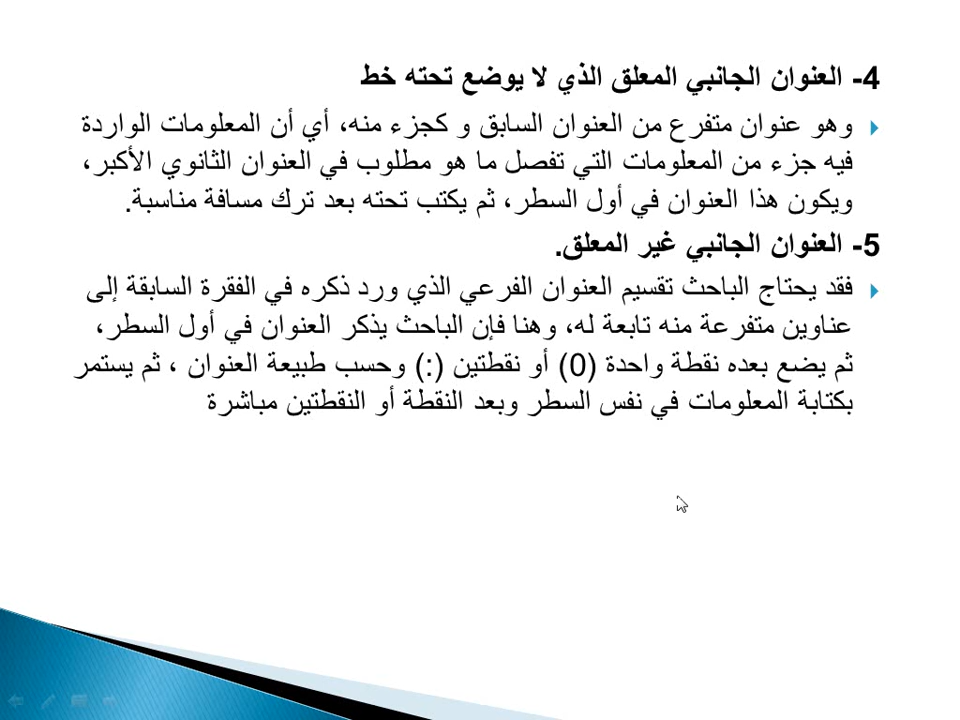 4- العنوان الجانبي المعلق الذي لا يوضع تحته خط
وهو عنوان متفرع من العنوان السابق و كجزء منه، أي أن المعلومات الواردة
فيه جزء من المعلومات التي تفصل ما هو مطلوب في العنوان الثانوي الأكبر،
ويكون هذا العنوان في أول السطر، ثم يكتب تحته بعد ترك مسافة مناسبة.
5- العنوان الجانبي غير المعلق.
فقد يحتاج الباحث تقسيم العنوان الفرعي الذي ورد ذكره في الفقرة السابقة إلى
عناوين متفرعة منه تابعة له، وهنا فإن الباحث يذكر العنوان في أول السطر،
ثم يضع بعده نقطة واحدة (0) أو نقطتين (:) وحسب طبيعة العنوان ، ثم يستمر
بكتابة المعلومات في نفس السطر وبعد النقطة أو النقطتين مباشرة